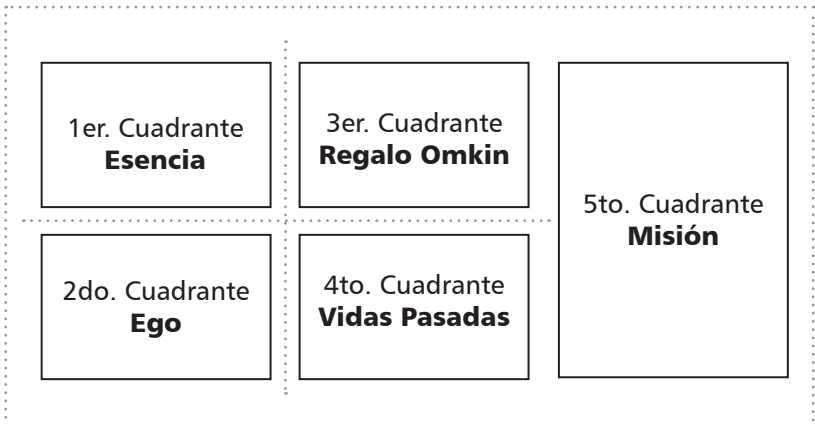 1er. Cuadrante
Esencia
2do. Cuadrante
Ego
3er. Cuadrante
Regalo Omkin
4to. Cuadrante
Vidas Pasadas
5to. Cuadrante
Misión